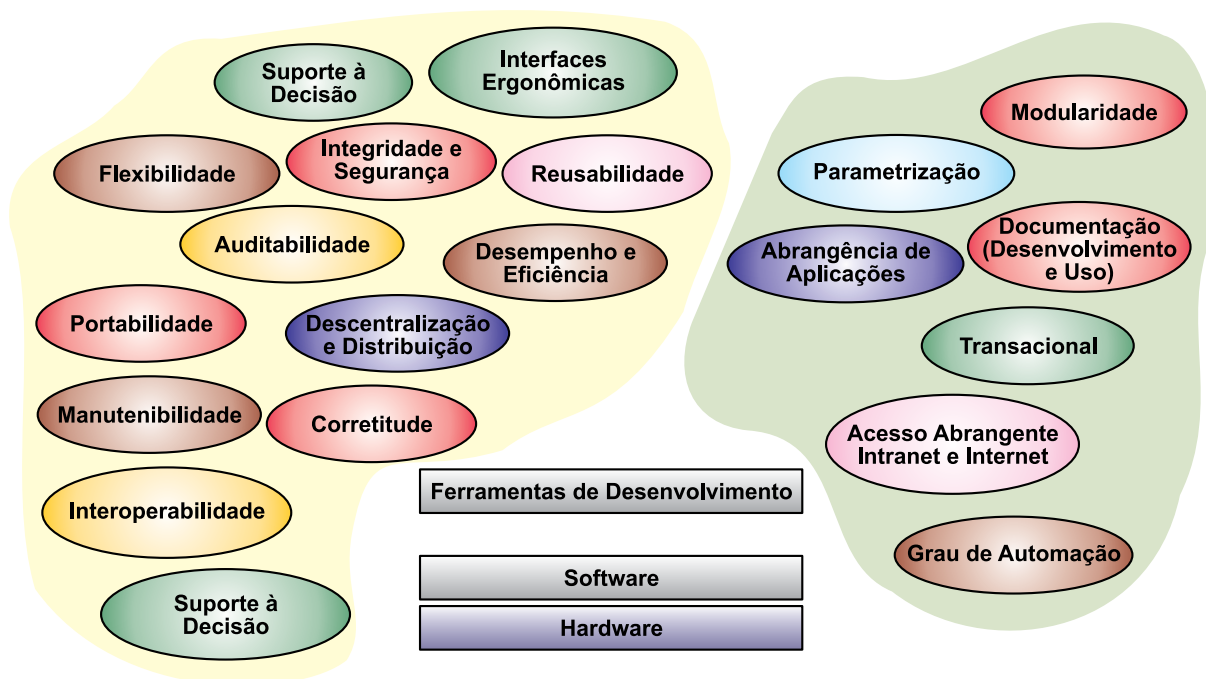 Suporte à
Decisão
Interfaces
Ergonômicas
Flexibilidade
Integridade e
Segurança
Reusabilidade
Auditabilidade
Desempenho e
Eficiência
Portabilidade
Descentralização
e Distribuição
Manutenibilidade
Corretitude
Interoperabilidade
Suporte à
Decisão
Modularidade
Parametrização
Documentação
(Desenvolvimento
e Uso)
Abrangência de
Aplicações
Transacional
Acesso Abrangente
Intranet e Internet
Grau de Automação
Ferramentas de Desenvolvimento
Software
Hardware